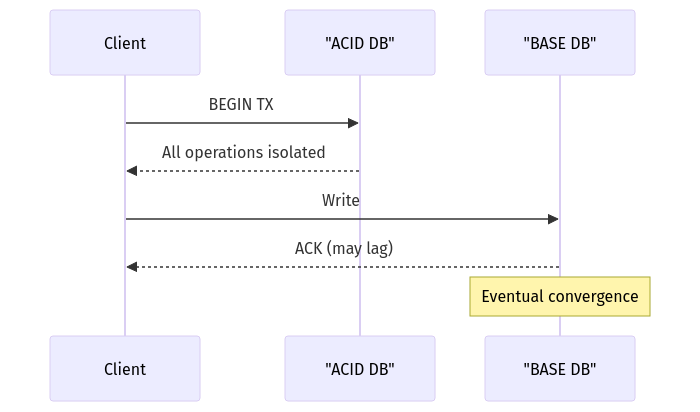 Client
"ACID DB"
"BASE DB"
BEGIN TX
All operations isolated
Write
ACK (may lag)
Eventual convergence
Client
"ACID DB"
"BASE DB"